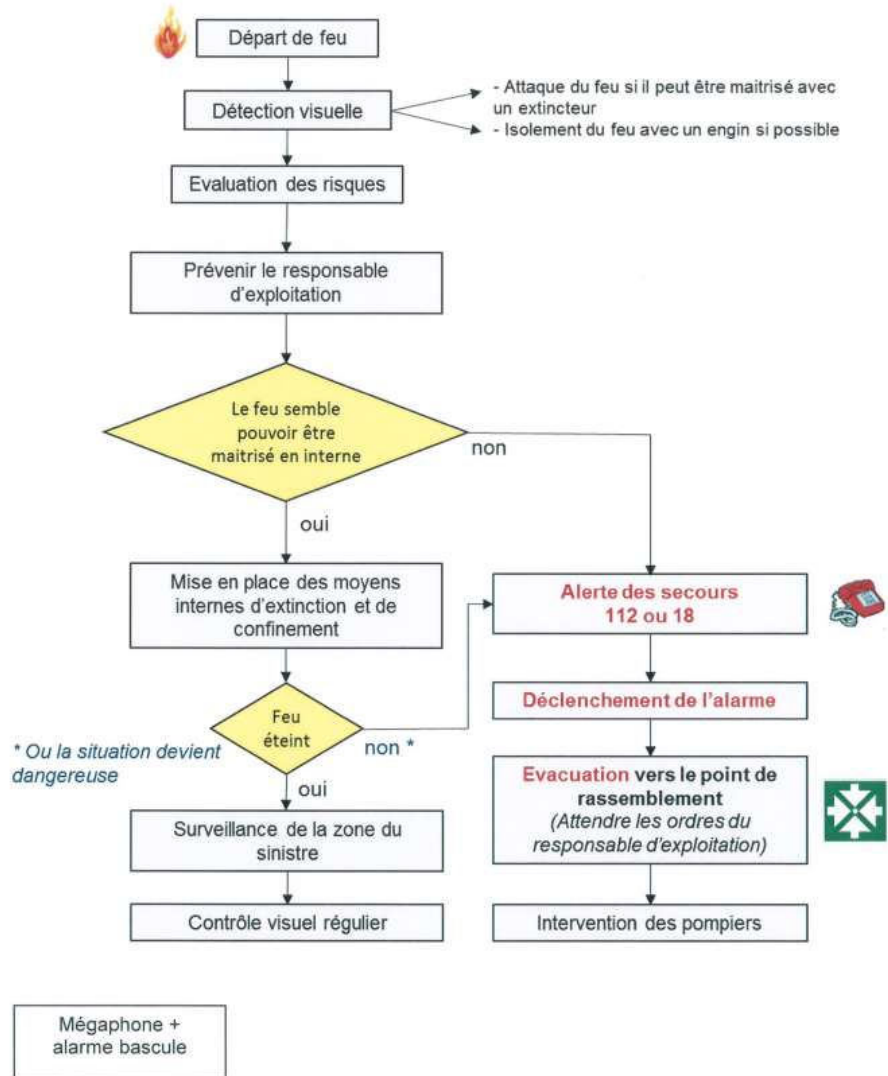 Départ de feu
Détection visuelle
- Attaque du feu si il peut être maitrisé avec
un extincteur
- Isolement du feu avec un engin si possible
Evaluation des risques
Prévenir le responsable
d'exploitation
Le feu semble
pouvoir être
maitrisé en interne
non
oui
Mise en place des moyens
internes d'extinction et de
confinement
Alerte des secours
112 ou 18
Déclenchement de l'alarme
Feu
éteint
non *
* Ou la situation devient
dangereuse
oui
Evacuation vers le point de
rassemblement
(Attendre les ordres du
responsable d'exploitation)
Surveillance de la zone du
sinistre
Contrôle visuel régulier
Intervention des pompiers
Mégaphone +
alarme bascule